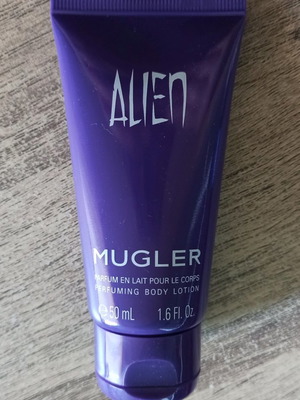 ALIEN
MUGLER
PARFUM EN LAIT POUR LE CORPS
PERFUMING BODY LOTION
e 50 mL 1.6 Fl. Oz.